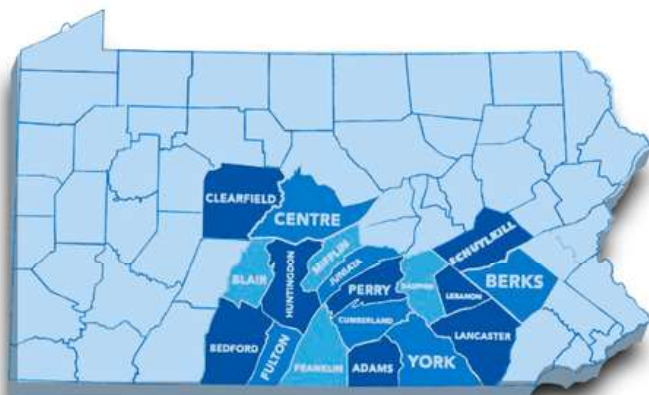 CLEARFIELD
CENTRE
SCHUYLKILL
MIFFLIN
JUNIATA
BLAIR
HUNTINGDON
PERRY
DAUPHIN
LEBANON
BERKS
CUMBERLAND
LANCASTER
BEDFORD
FULTON
FRANKLIN
ADAMS
YORK